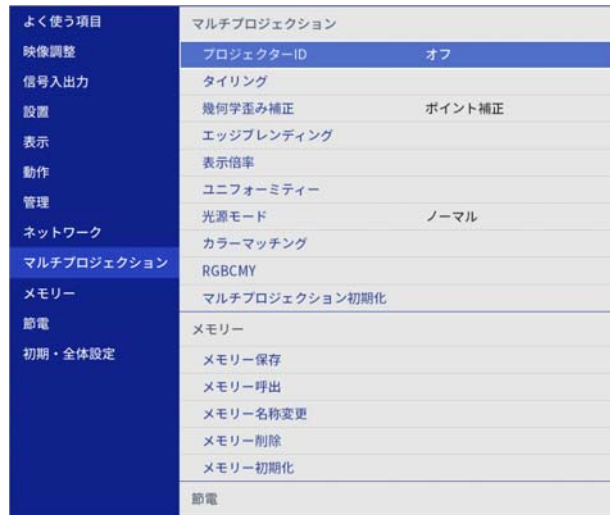 よく使う項目
映像調整
信号入出力
設置
表示
動作
管理
ネットワーク
マルチプロジェクション
メモリー
節電
初期・全体設定
マルチプロジェクション
プロジェクターID オフ
タイリング
幾何学歪み補正 ポイント補正
エッジブレンディング
表示倍率
ユニフォーミティー
光源モード ノーマル
カラーマッチング
RGBCMY
マルチプロジェクション初期化
メモリー
メモリー保存
メモリー呼出
メモリー名称変更
メモリー削除
メモリー初期化
節電